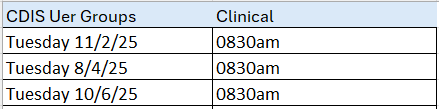 CDIS Uer Groups Clinical
Tuesday 11/2/25 0830am
Tuesday 8/4/25 0830am
Tuesday 10/6/25 0830am